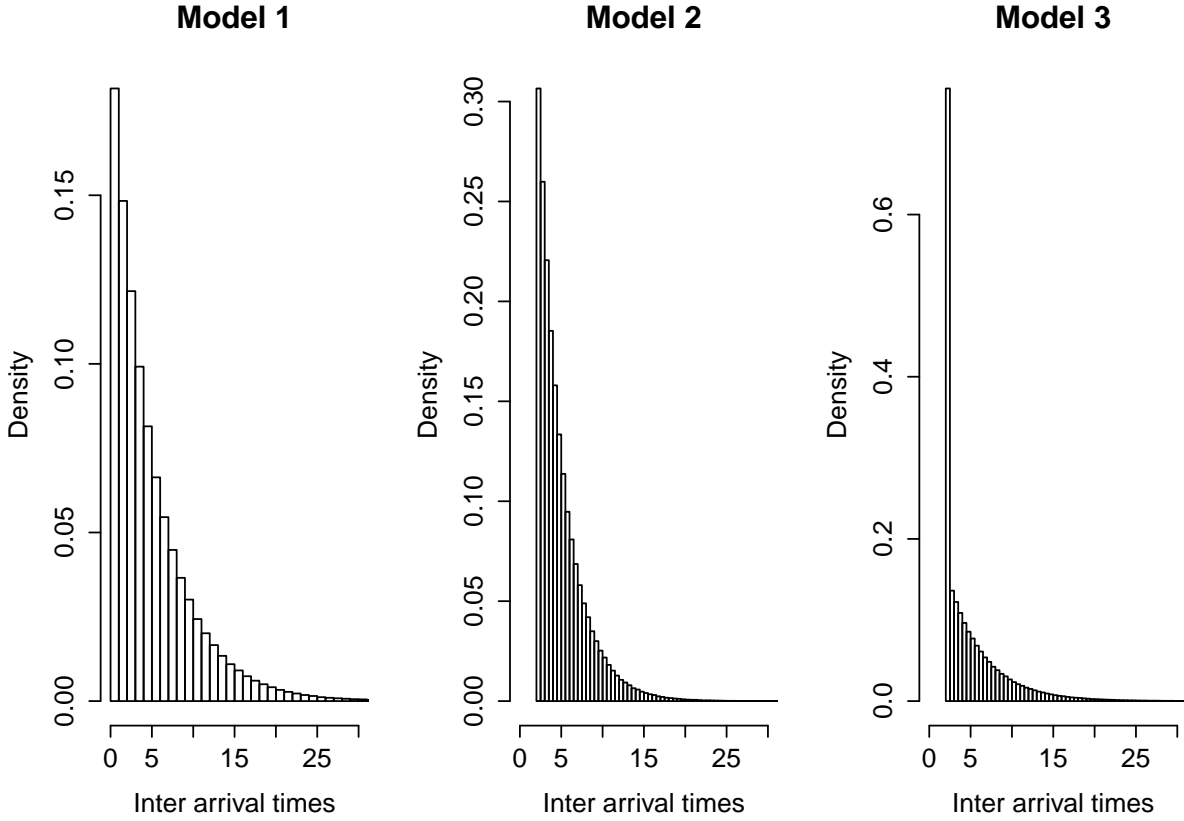 Model 1
Density
0.00 0.05 0.10 0.15
0 5 15 25
Inter arrival times
Model 2
Density
0.00 0.05 0.10 0.15 0.20 0.25 0.30
0 5 15 25
Inter arrival times
Model 3
Density
0.0 0.2 0.4 0.6
0 5 15 25
Inter arrival times